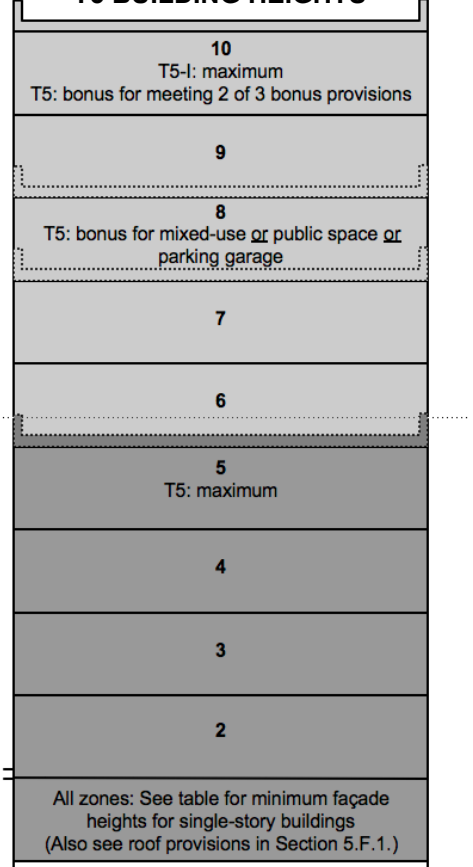 BUILDING HEIGHTS
10
T5-I: maximum
T5: bonus for meeting 2 of 3 bonus provisions
9
8
T5: bonus for mixed-use or public space or
parking garage
7
6
5
T5: maximum
4
3
2
All zones: See table for minimum façade
heights for single-story buildings
(Also see roof provisions in Section 5.F.1.)